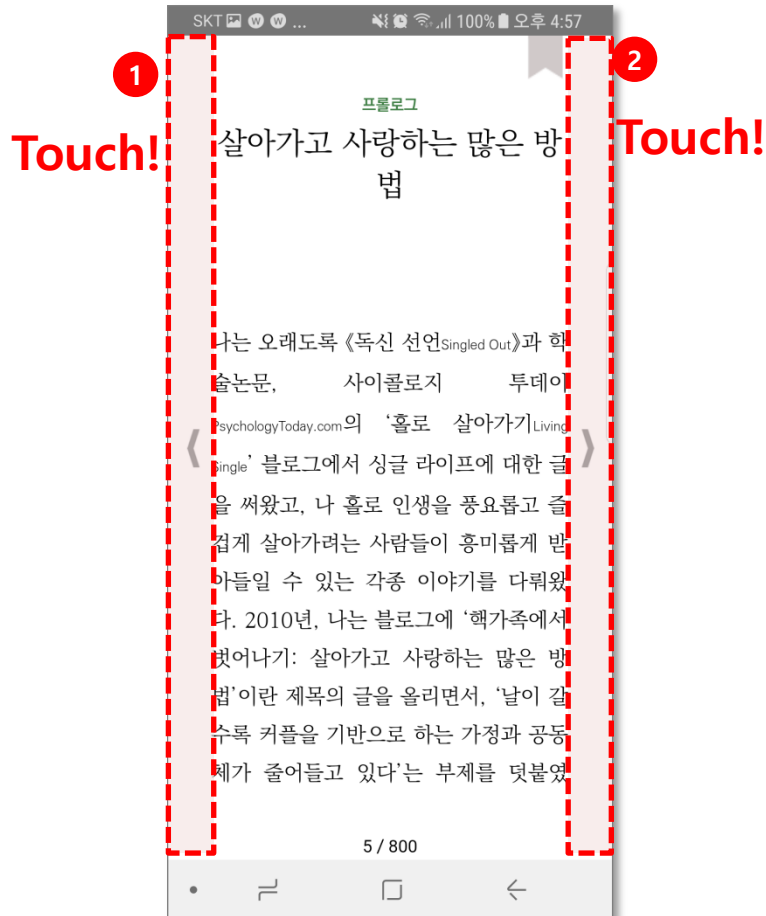 SKT ... 100% 오후 4:57
1
2
Touch!
Touch!
프롤로그
살아가고 사랑하는 많은 방
법
나는 오래도록 《독신 선언Singled Out》과 학
술논문, 사이콜로지 투데이
PsychologyToday.com의 ‘홀로 살아가기Living
Single’ 블로그에서 싱글 라이프에 대한 글
을 써왔고, 나 홀로 인생을 풍요롭고 즐
겁게 살아가려는 사람들이 흥미롭게 받
아들일 수 있는 각종 이야기를 다뤄왔
다. 2010년, 나는 블로그에 ‘핵가족에서
벗어나기: 살아가고 사랑하는 많은 방
법’이란 제목의 글을 올리면서, ‘날이 갈
수록 커플을 기반으로 하는 가정과 공동
체가 줄어들고 있다’는 부제를 덧붙였
5 / 800